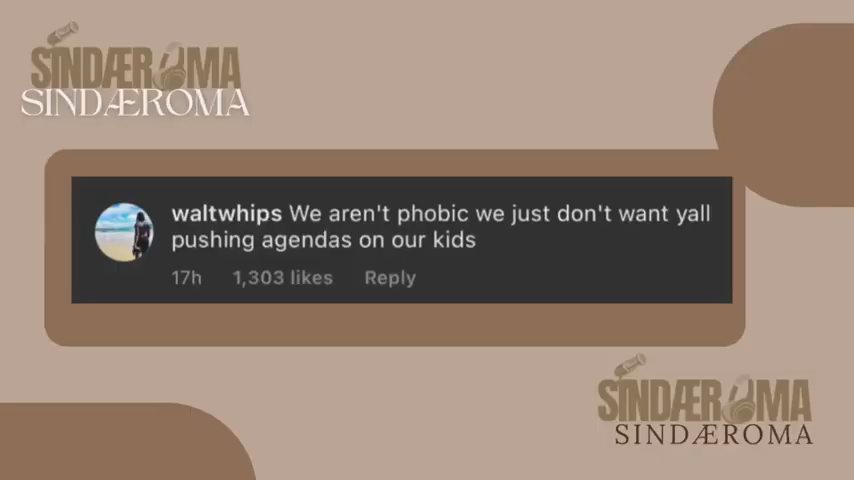 SINDÆROMA
SINDÆROMA
waltwhips We aren't phobic we just don't want yall
pushing agendas on our kids
17h 1,303 likes Reply
SINDÆROMA
SINDÆROMA